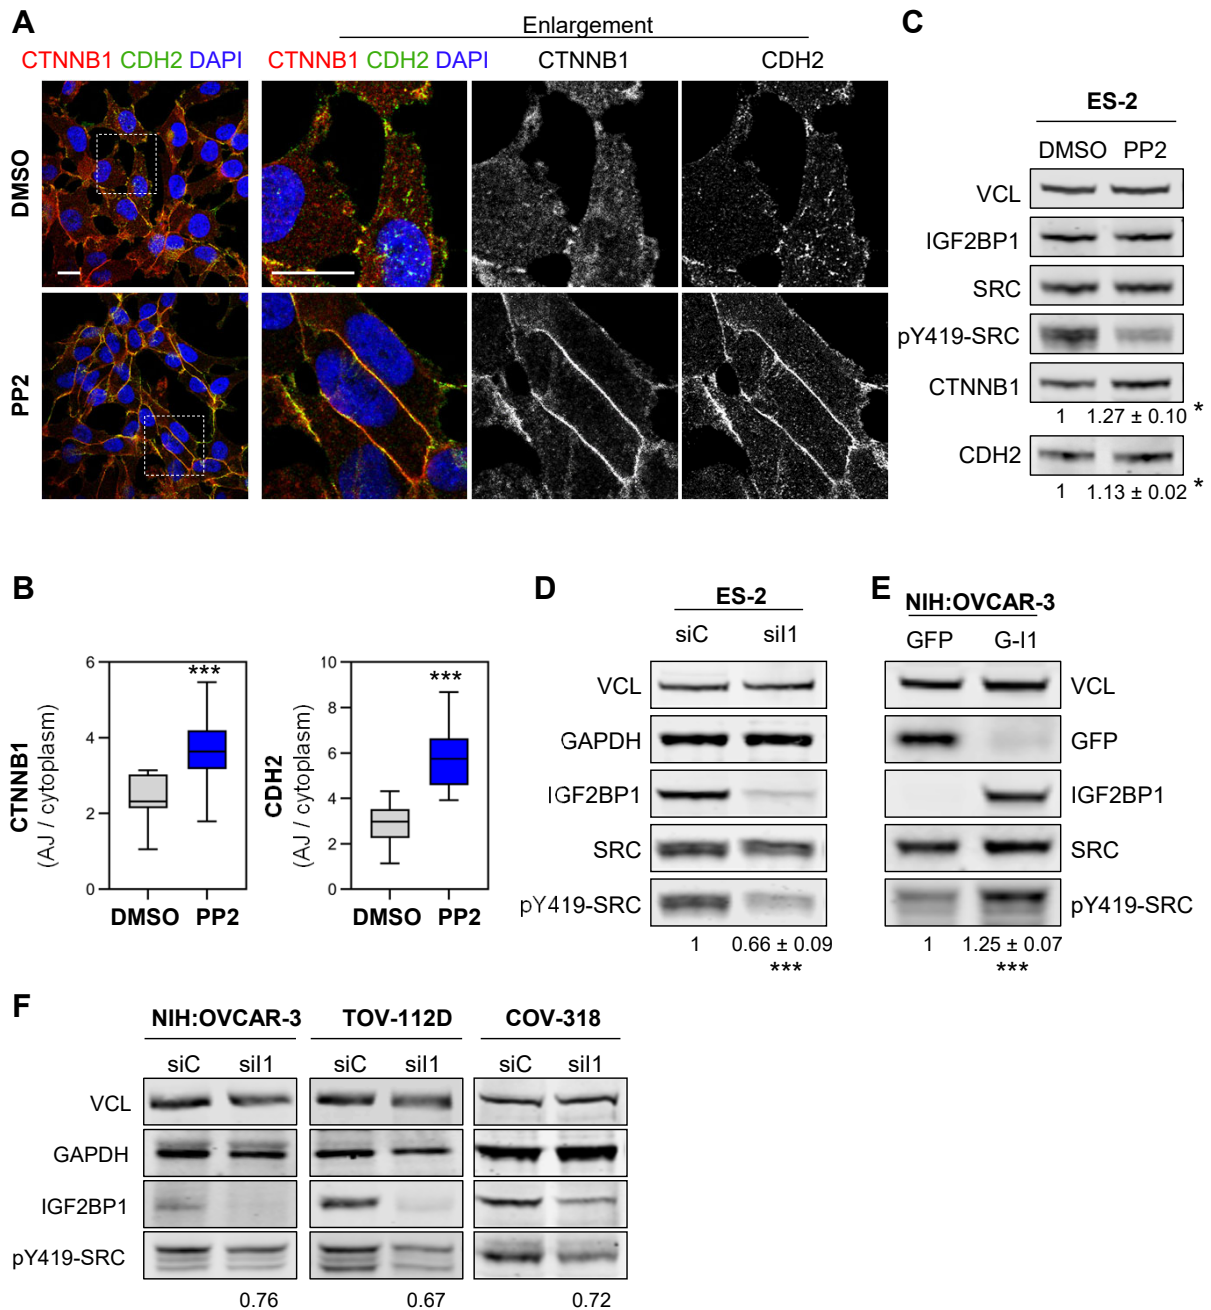 A
Enlargement
CTNNB1 CDH2 DAPI
CTNNB1 CDH2 DAPI
CTNNB1
CDH2
DMSO
PP2
C
ES-2
DMSO PP2
VCL
IGF2BP1
SRC
pY419-SRC
CTNNB1
1 1.27 ± 0.10 *
CDH2
1 1.13 ± 0.02 *
B
CTNNB1
(AJ / cytoplasm)
6
4
2
0
***
DMSO PP2
CDH2
(AJ / cytoplasm)
10
8
6
4
2
0
***
DMSO PP2
D
ES-2
siC siI1
VCL
GAPDH
IGF2BP1
SRC
pY419-SRC
1 0.66 ± 0.09
***
E
NIH:OVCAR-3
GFP G-I1
VCL
GFP
IGF2BP1
SRC
pY419-SRC
1 1.25 ± 0.07
***
F
NIH:OVCAR-3 TOV-112D COV-318
siC siI1 siC siI1 siC siI1
VCL
GAPDH
IGF2BP1
pY419-SRC
0.76 0.67 0.72